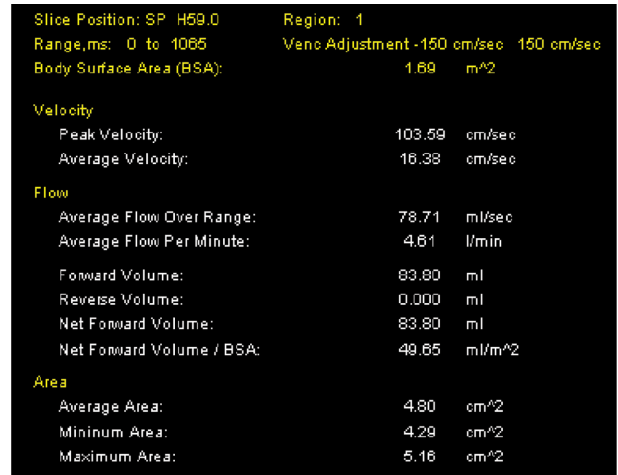 Slice Position: SP H59.0 Region: 1
Range,ms: 0 to 1065 Venc Adjustment -150 cm/sec 150 cm/sec
Body Surface Area (BSA): 1.69 m^2
Velocity
Peak Velocity: 103.59 cm/sec
Average Velocity: 16.38 cm/sec
Flow
Average Flow Over Range: 78.71 ml/sec
Average Flow Per Minute: 4.61 l/min
Forward Volume: 83.80 ml
Reverse Volume: 0.000 ml
Net Forward Volume: 83.80 ml
Net Forward Volume / BSA: 49.65 ml/m^2
Area
Average Area: 4.80 cm^2
Mininum Area: 4.29 cm^2
Maximum Area: 5.16 cm^2